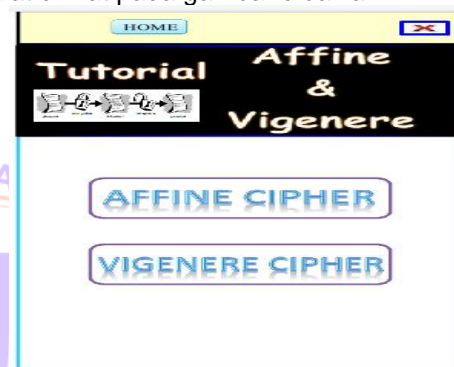 HOME
Tutorial
Affine
&
Vigenere
AFFINE CIPHER
VIGENERE CIPHER